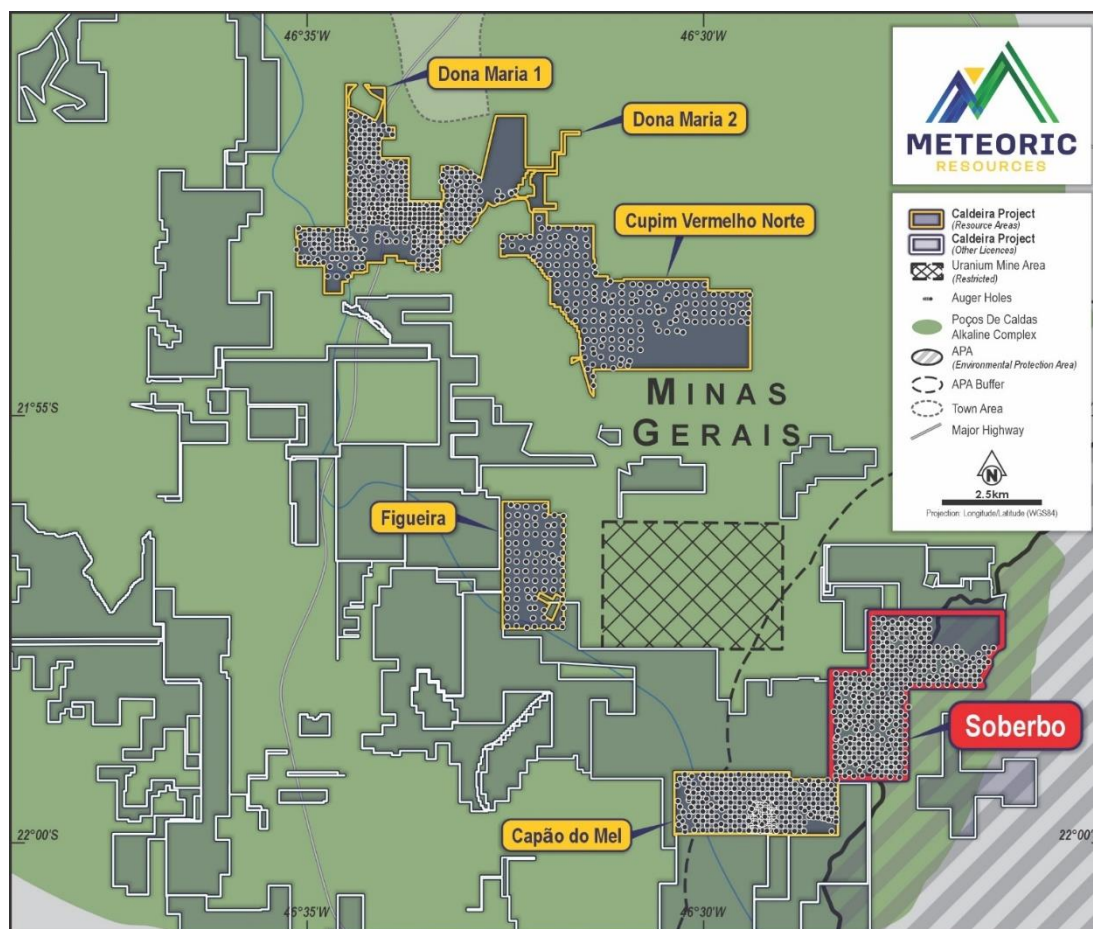 46°35'W
46°30'W
Dona Maria 1
Dona Maria 2
Cupim Vermelho Norte
METEORIC
RESOURCES
Caldeira Project
(Resource Areas)
Caldeira Project
(Other Licences)
Uranium Mine Area
(Restricted)
Auger Holes
Poços De Caldas
Alkaline Complex
APA
(Environmental Protection Area)
APA Buffer
Town Area
Major Highway
N
2.5km
Projection: Longitude/Latitude (WGS84)
21°55'S
MINAS
GERAIS
Figueira
Soberbo
Capão do Mel
22°00'S
22°00'
46°35'W
46°30'W